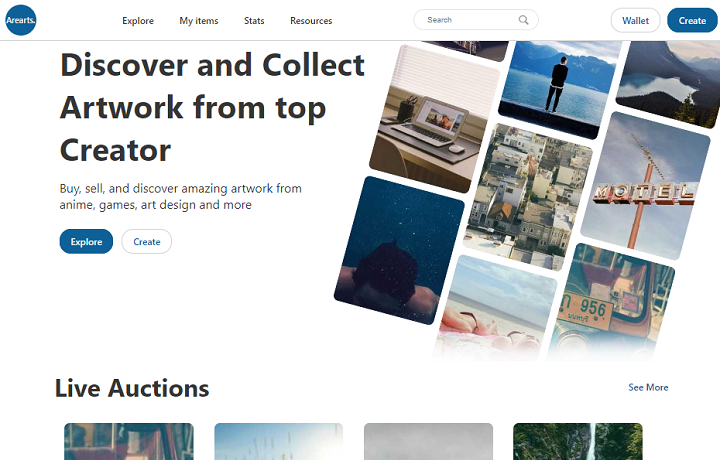 Arearts.
Explore
My items
Stats
Resources
Search
Wallet
Create
Discover and Collect
Artwork from top
Creator
Buy, sell, and discover amazing artwork from
anime, games, art design and more
Explore
Create
MOTEL
956
Live Auctions
See More